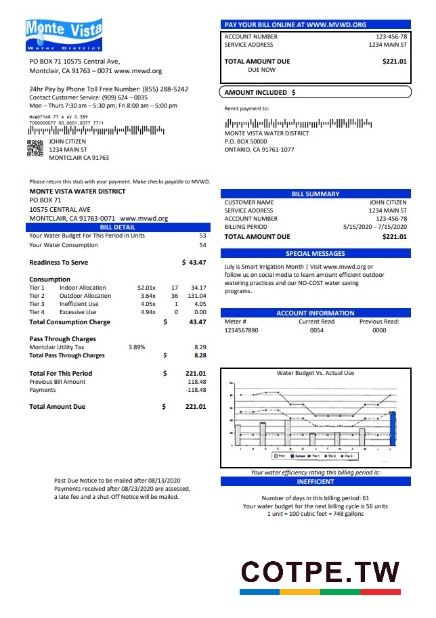 Monte Vista
Water District
PO BOX 71 10575 Central Ave,
Montclair, CA 91763 – 0071 www.mvwd.org
24hr Pay by Phone Toll Free Number: (855) 288-5242
Contact Customer Service: (909) 624 – 0035
Mon – Thurs 7:30 am – 5:30 pm; Fri 8:00 am – 5:00 pm
JOHN CITIZEN
1234 MAIN ST
MONTCLAIR CA 91763
PAY YOUR BILL ONLINE AT WWW.MVWD.ORG
ACCOUNT NUMBER 123-456-78
SERVICE ADDRESS 1234 MAIN ST
TOTAL AMOUNT DUE $221.01
DUE NOW
AMOUNT INCLUDED $
Remit payment to:
MONTE VISTA WATER DISTRICT
P.O. BOX 50000
ONTARIO, CA 91761-1077
Please return this stub with your payment. Make checks payable to MVWD.
MONTE VISTA WATER DISTRICT
PO BOX 71
10575 CENTRAL AVE
MONTCLAIR, CA 91763-0071 www.mvwd.org
BILL DETAIL
Your Water Budget For This Period in Units 53
Your Water Consumption 54
Readiness To Serve $ 43.47
Consumption
Tier 1 Indoor Allocation $2.01x 17 34.17
Tier 2 Outdoor Allocation 3.64x 36 131.04
Tier 3 Inefficient Use 4.05x 1 4.05
Tier 4 Excessive Use 4.94x 0 0.00
Total Consumption Charge $ 43.47
Pass Through Charges
Montclair Utility Tax 3.89% 8.29
Total Pass Through Charges $ 8.28
Total For This Period $ 221.01
Previous Bill Amount 118.48
Payments -118.48
Total Amount Due $ 221.01
Past Due Notice to be mailed after 08/13/2020
Payments received after 08/23/2020 are assessed,
a late fee and a shut-Off Notice will be mailed.
BILL SUMMARY
CUSTOMER NAME JOHN CITIZEN
SERVICE ADDRESS 1234 MAIN ST
ACCOUNT NUMBER 123-456-78
BILLING PERIOD 5/15/2020 – 7/15/2020
TOTAL AMOUNT DUE $221.01
SPECIAL MESSAGES
July is Smart Irrigation Month | Visit www.mvwd.org or
follow us on social media to learn amount efficient outdoor
watering practices and our NO-COST water saving
programs.
ACCOUNT INFORMATION
Meter # Current Read Previous Read:
1234567890 0054 0000
Water Budget Vs. Actual Use
Your water efficiency rating this billing period is:
INEFFICIENT
Number of days in this billing period: 61
Your water budget for the next billing cycle is 56 units
1 unit = 100 cubic feet = 748 gallons
COTPE.TW